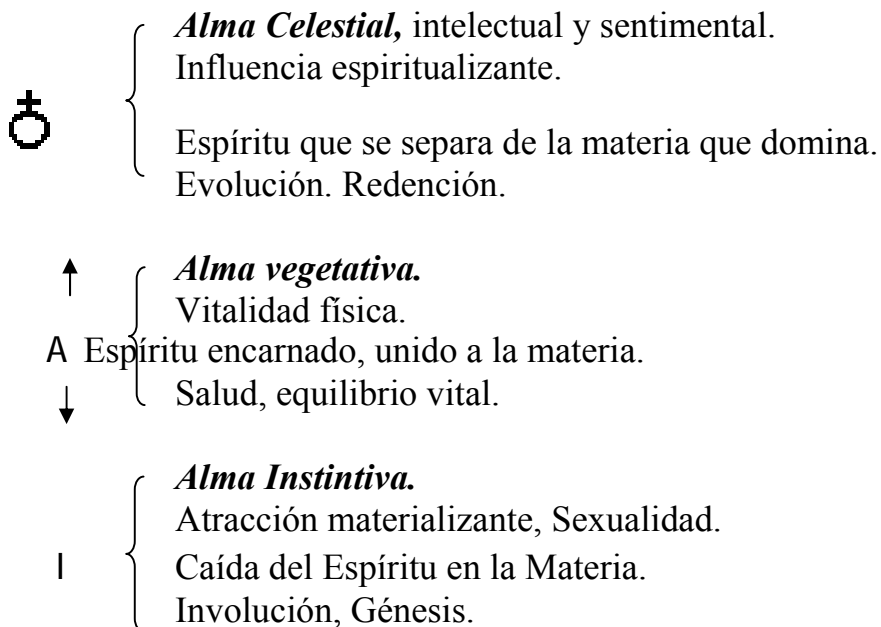 Alma Celestial, intelectual y sentimental.
Influencia espiritualizante.
♁
Espíritu que se separa de la materia que domina.
Evolución. Redención.
↑
Alma vegetativa.
Vitalidad física.
A Espíritu encarnado, unido a la materia.
↓ Salud, equilibrio vital.
Alma Instintiva.
Atracción materializante, Sexualidad.
I Caída del Espíritu en la Materia.
Involución, Génesis.